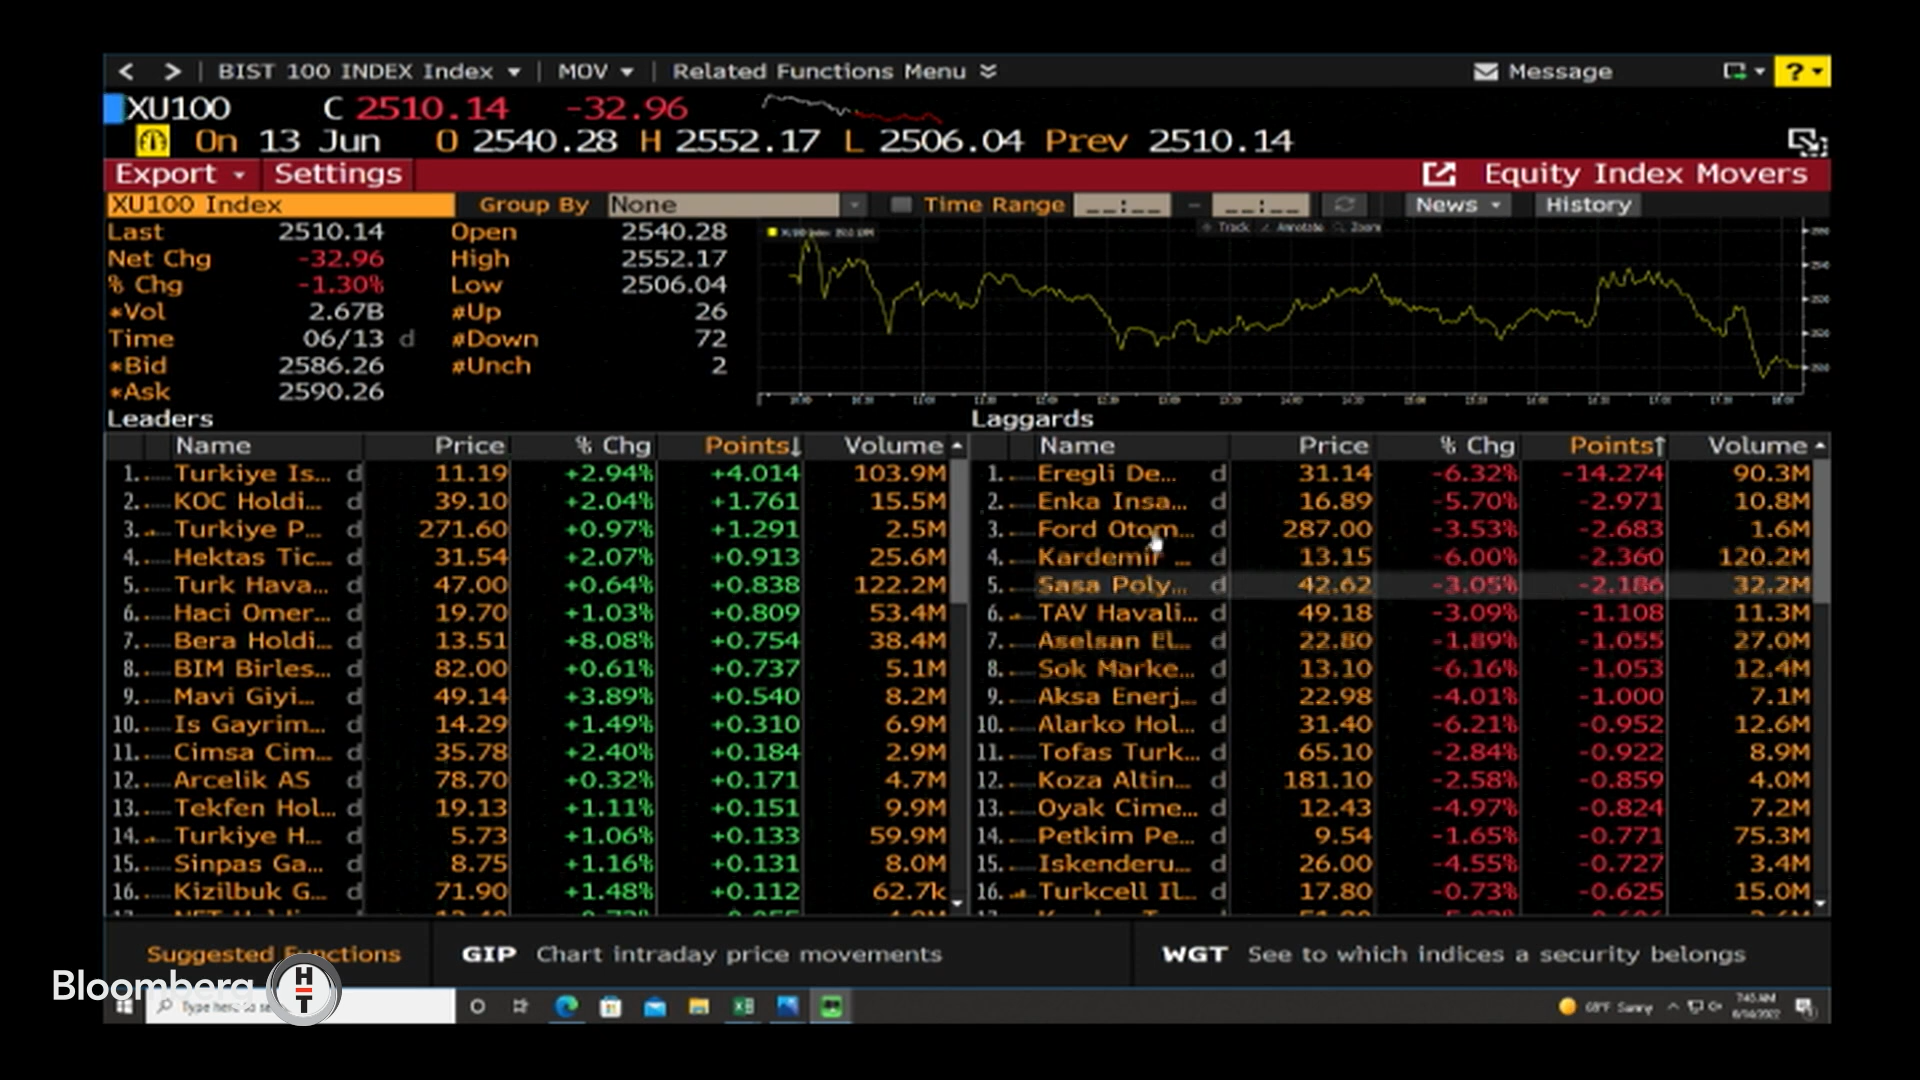 BIST 100 INDEX Index MOV Related Functions Menu Message ?
XU100 C 2510.14 -32.96
On 13 Jun O 2540.28 H 2552.17 L 2506.04 Prev 2510.14
Export Settings Equity Index Movers
XU100 Index Group By None Time Range __:__ - __:__ News History
Last 2510.14 Open 2540.28
Track Annotate Zoom
Net Chg -32.96 High 2552.17
% Chg -1.30% Low 2506.04
*Vol 2.67B #Up 26
Time 06/13 d #Down 72
*Bid 2586.26 #Unch 2
*Ask 2590.26
Leaders Laggards
Name Price % Chg Points↓ Volume Name Price % Chg Points↑ Volume
1. Turkiye Is... d 11.19 +2.94% +4.014 103.9M 1. Eregli De... d 31.14 -6.32% -14.274 90.3M
2. KOC Holdi... d 39.10 +2.04% +1.761 15.5M 2. Enka Insa... d 16.89 -5.70% -2.971 10.8M
3. Turkiye P... d 271.60 +0.97% +1.291 2.5M 3. Ford Otom... d 287.00 -3.53% -2.683 1.6M
4. Hektas Tic... d 31.54 +2.07% +0.913 25.6M 4. Kardemir ... d 13.15 -6.00% -2.360 120.2M
5. Turk Hava... d 47.00 +0.64% +0.838 122.2M 5. Sasa Poly... d 42.62 -3.05% -2.186 32.2M
6. Haci Omer... d 19.70 +1.03% +0.809 53.4M 6. TAV Havali... d 49.18 -3.09% -1.108 11.3M
7. Bera Holdi... d 13.51 +8.08% +0.754 38.4M 7. Aselsan EL... d 22.80 -1.89% -1.055 27.0M
8. BIM Birles... d 82.00 +0.61% +0.737 5.1M 8. Sok Marke... d 13.10 -6.16% -1.053 12.4M
9. Mavi Giyi... d 49.14 +3.89% +0.540 8.2M 9. Aksa Enerj... d 22.98 -4.01% -1.000 7.1M
10. Is Gayrim... d 14.29 +1.49% +0.310 6.9M 10. Alarko Hol... d 31.40 -6.21% -0.952 12.6M
11. Cimsa Cim... d 35.78 +2.40% +0.184 2.9M 11. Tofas Turk... d 65.10 -2.84% -0.922 8.9M
12. Arcelik AS d 78.70 +0.32% +0.171 4.7M 12. Koza Altin... d 181.10 -2.58% -0.859 4.0M
13. Tekfen Hol... d 19.13 +1.11% +0.151 9.9M 13. Oyak Cime... d 12.43 -4.97% -0.824 7.2M
14. Turkiye H... d 5.73 +1.06% +0.133 59.9M 14. Petkim Pe... d 9.54 -1.65% -0.771 75.3M
15. Sinpas Ga... d 8.75 +1.16% +0.131 8.0M 15. Iskenderu... d 26.00 -4.55% -0.727 3.4M
16. Kizilbuk G... d 71.90 +1.48% +0.112 62.7k 16. Turkcell Il... d 17.80 -0.73% -0.625 15.0M
Suggested Functions GIP Chart intraday price movements WGT See to which indices a security belongs
Bloomberg HT
Type here to se
68°F Sunny 7:45 AM